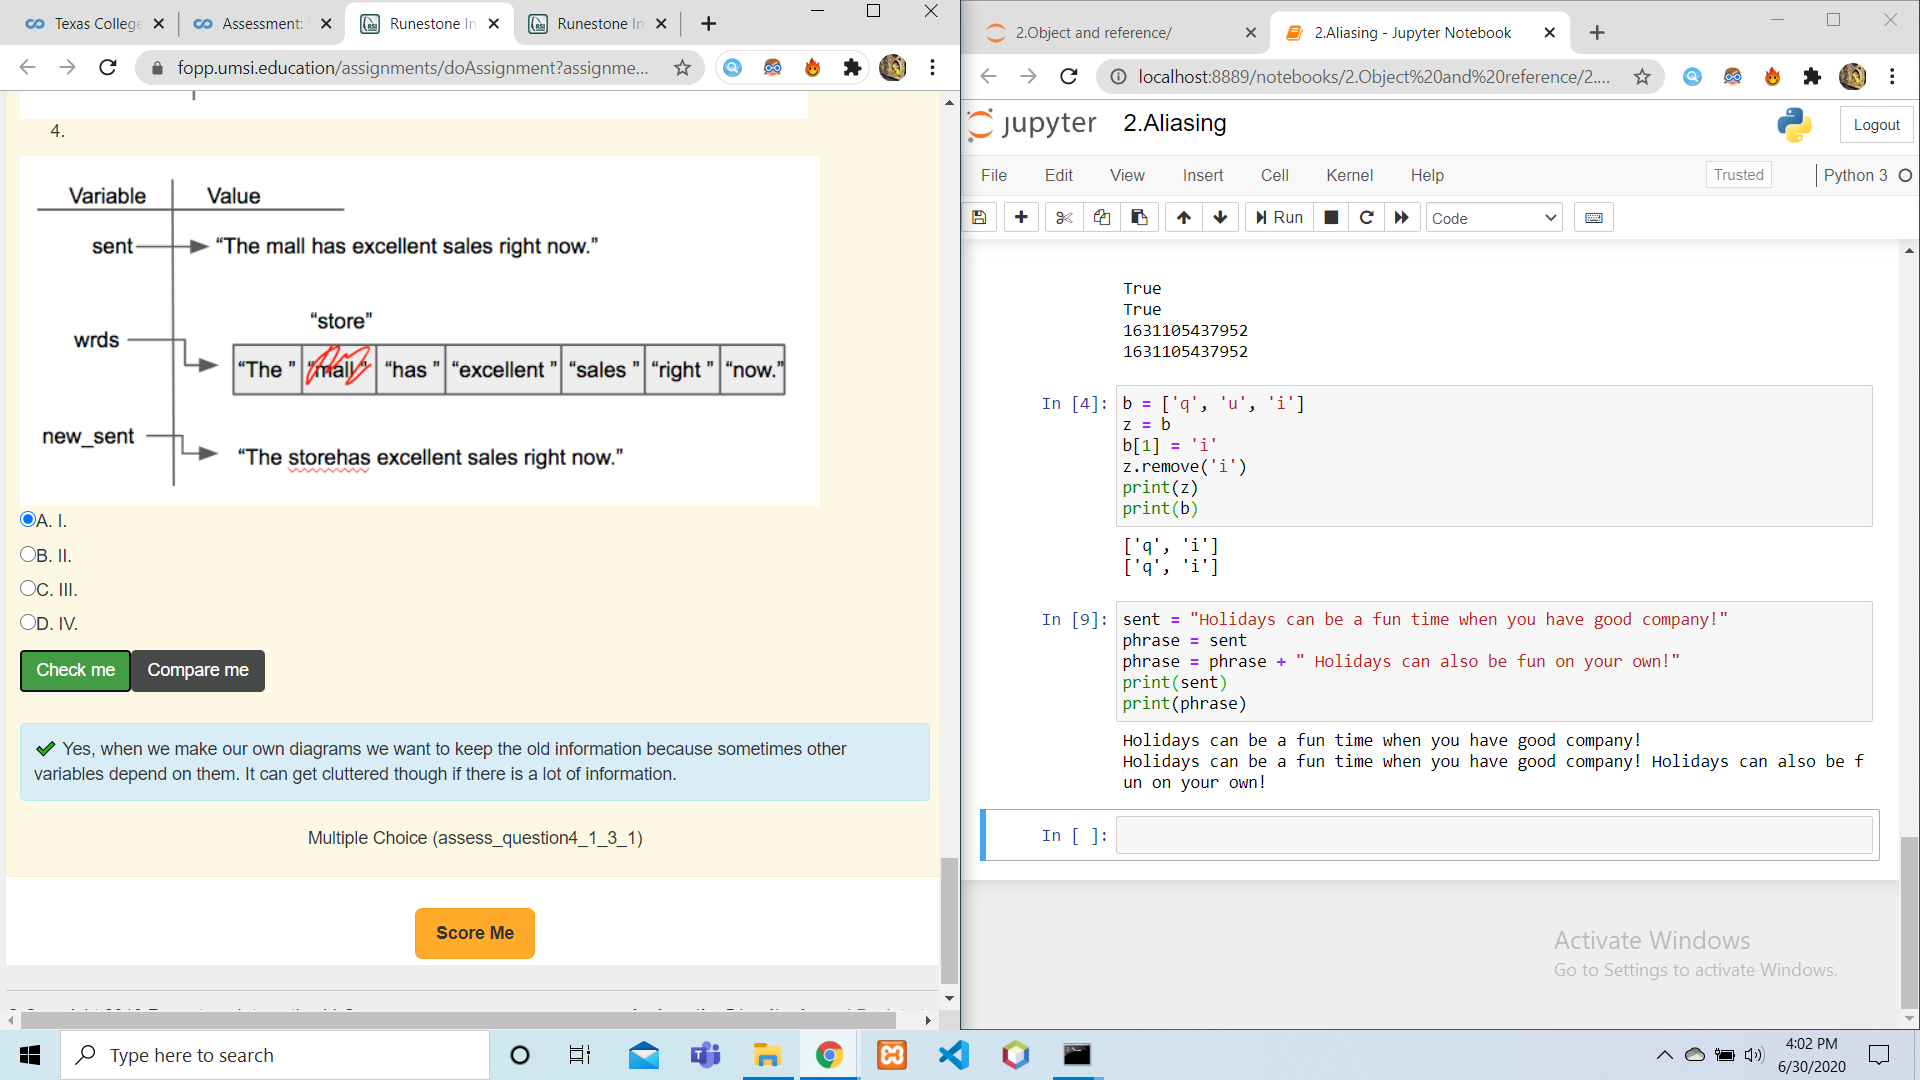 Texas College
Assessment:
Runestone In
Runestone In
fopp.umsi.education/assignments/doAssignment?assignme...
4.
Variable Value
sent "The mall has excellent sales right now."
"store"
wrds "The " "mall " "has " "excellent " "sales " "right " "now."
new_sent "The storehas excellent sales right now."
A. I.
B. II.
C. III.
D. IV.
Check me Compare me
✔ Yes, when we make our own diagrams we want to keep the old information because sometimes other
variables depend on them. It can get cluttered though if there is a lot of information.
Multiple Choice (assess_question4_1_3_1)
Score Me
2.Object and reference/
2.Aliasing - Jupyter Notebook
localhost:8889/notebooks/2.Object%20and%20reference/2....
jupyter 2.Aliasing
Logout
File Edit View Insert Cell Kernel Help
Trusted
Python 3
Run
Code
True
True
1631105437952
1631105437952
In [4]: b = ['q', 'u', 'i']
z = b
b[1] = 'i'
z.remove('i')
print(z)
print(b)
['q', 'i']
['q', 'i']
In [9]: sent = "Holidays can be a fun time when you have good company!"
phrase = sent
phrase = phrase + " Holidays can also be fun on your own!"
print(sent)
print(phrase)
Holidays can be a fun time when you have good company!
Holidays can be a fun time when you have good company! Holidays can also be f
un on your own!
In [ ]:
Activate Windows
Go to Settings to activate Windows.
Type here to search
4:02 PM
6/30/2020